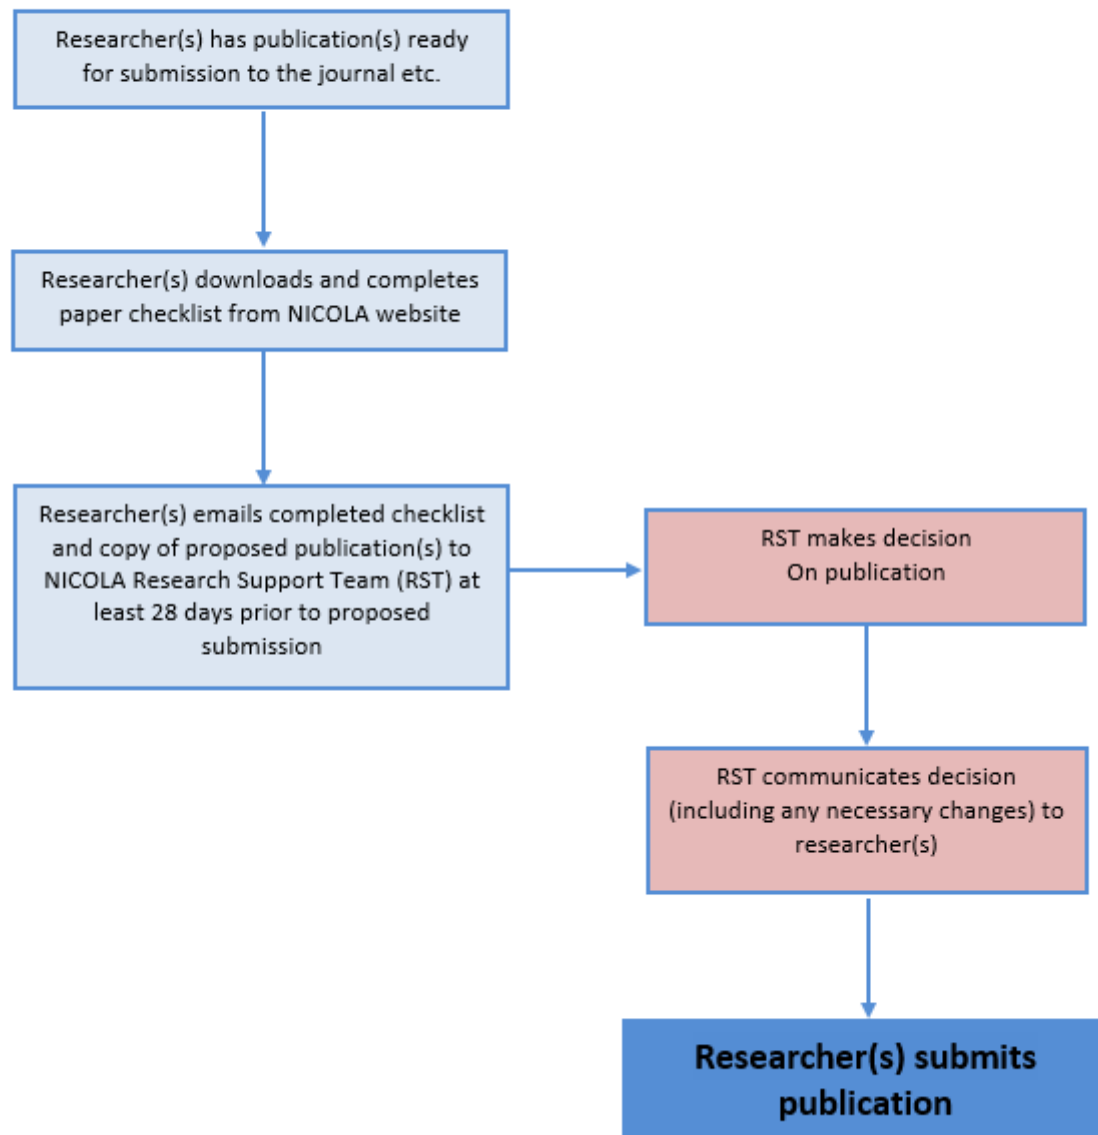 Researcher(s) has publication(s) ready
for submission to the journal etc.
Researcher(s) downloads and completes
paper checklist from NICOLA website
Researcher(s) emails completed checklist
and copy of proposed publication(s) to
NICOLA Research Support Team (RST) at
least 28 days prior to proposed
submission
RST makes decision
On publication
RST communicates decision
(including any necessary changes) to
researcher(s)
Researcher(s) submits
publication